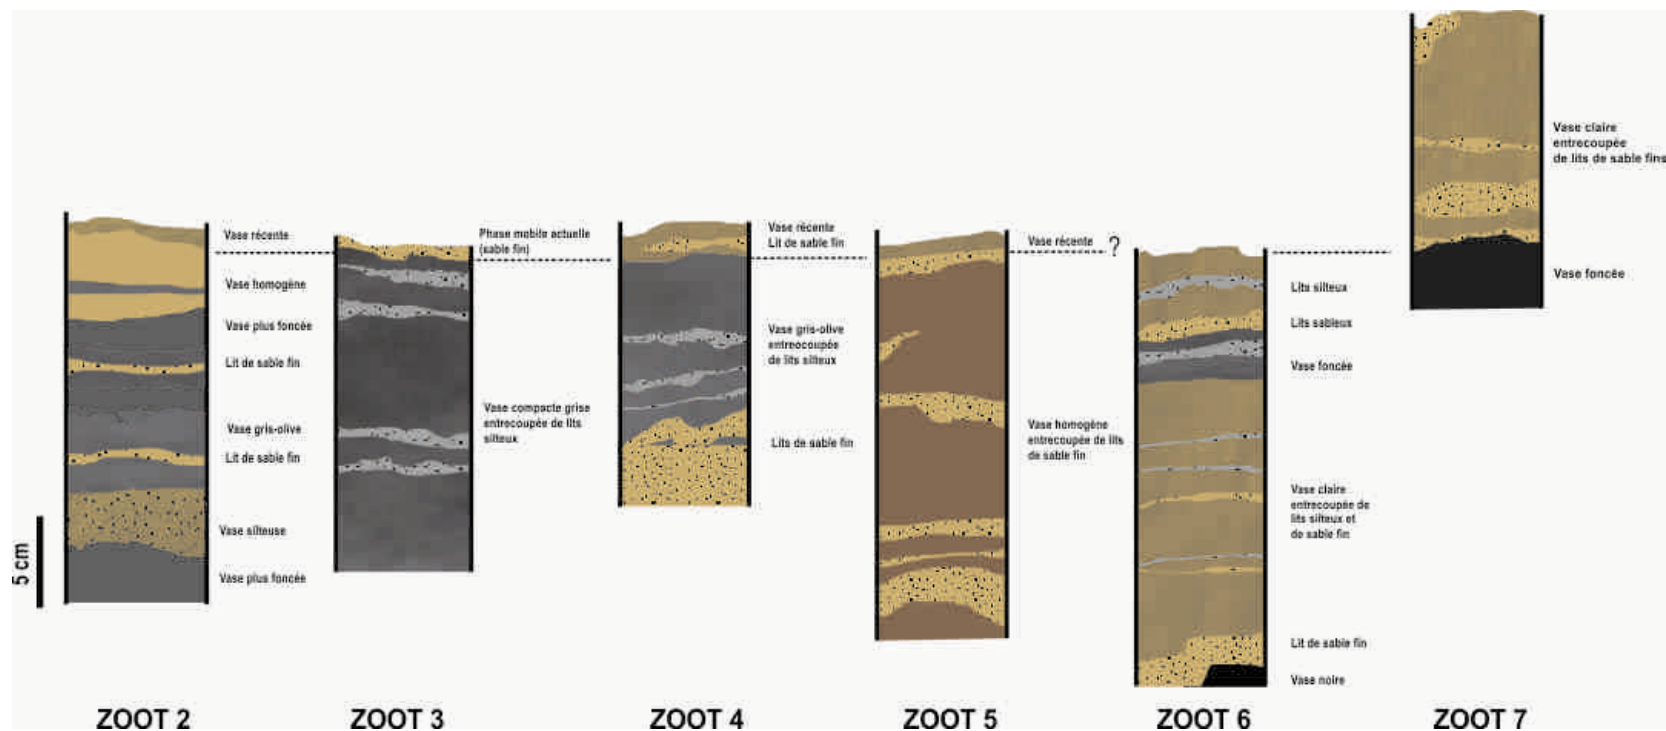 Vase récente
Vase homogène
Vase plus foncée
Lit de sable fin
Vase gris-olive
Lit de sable fin
Vase silteuse
Vase plus foncée
5 cm
ZOOT 2
Phase mobile actuelle
(sable fin)
Vase compacte grise
entrecoupée de lits
silteux
ZOOT 3
Vase récente
Lit de sable fin
Vase gris-olive
entreocoupée
de lits silteux
Lits de sable fin
ZOOT 4
Vase récente ?
Vase homogène
entrecoupée de lits
de sable fin
ZOOT 5
Lits silteux
Lits sableux
Vase foncée
Vase claire
entrecoupée de
lits silteux et
de sable fin
Lit de sable fin
Vase noire
ZOOT 6
Vase claire
entrecoupée
de lits de sable fins
Vase foncée
ZOOT 7